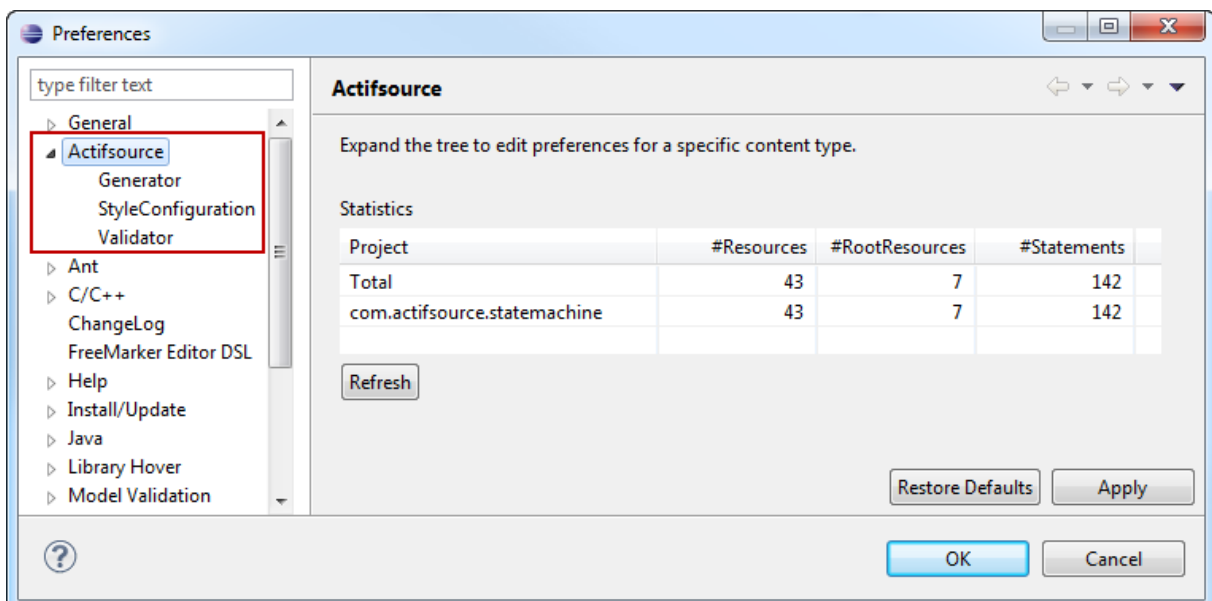 Preferences
type filter text
General
Actifsource
Generator
StyleConfiguration
Validator
Ant
C/C++
ChangeLog
FreeMarker Editor DSL
Help
Install/Update
Java
Library Hover
Model Validation
Actifsource
Expand the tree to edit preferences for a specific content type.
Statistics
Project #Resources #RootResources #Statements
Total 43 7 142
com.actifsource.statemachine 43 7 142
Refresh
Restore Defaults Apply
? OK Cancel